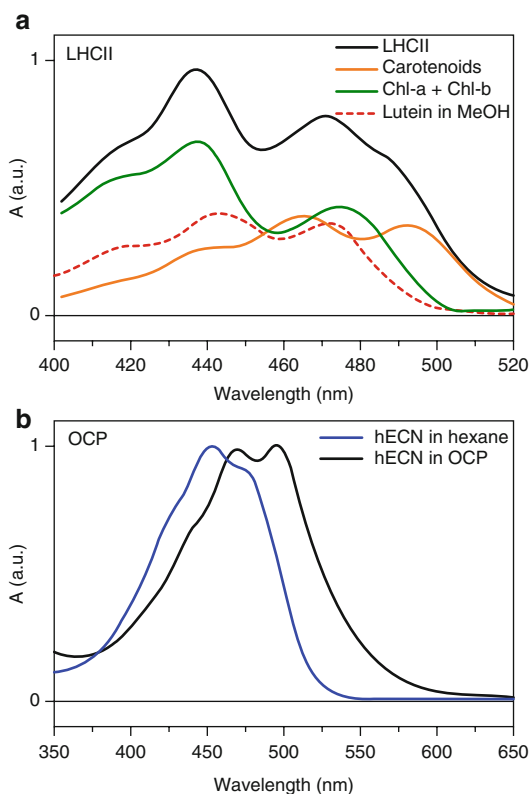 a
LHCII
LHCII
Carotenoids
Chl-a + Chl-b
Lutein in MeOH
1
A (a.u.)
0
400 420 440 460 480 500 520
Wavelength (nm)
b
OCP
hECN in hexane
hECN in OCP
1
A (a.u.)
0
350 400 450 500 550 600 650
Wavelength (nm)